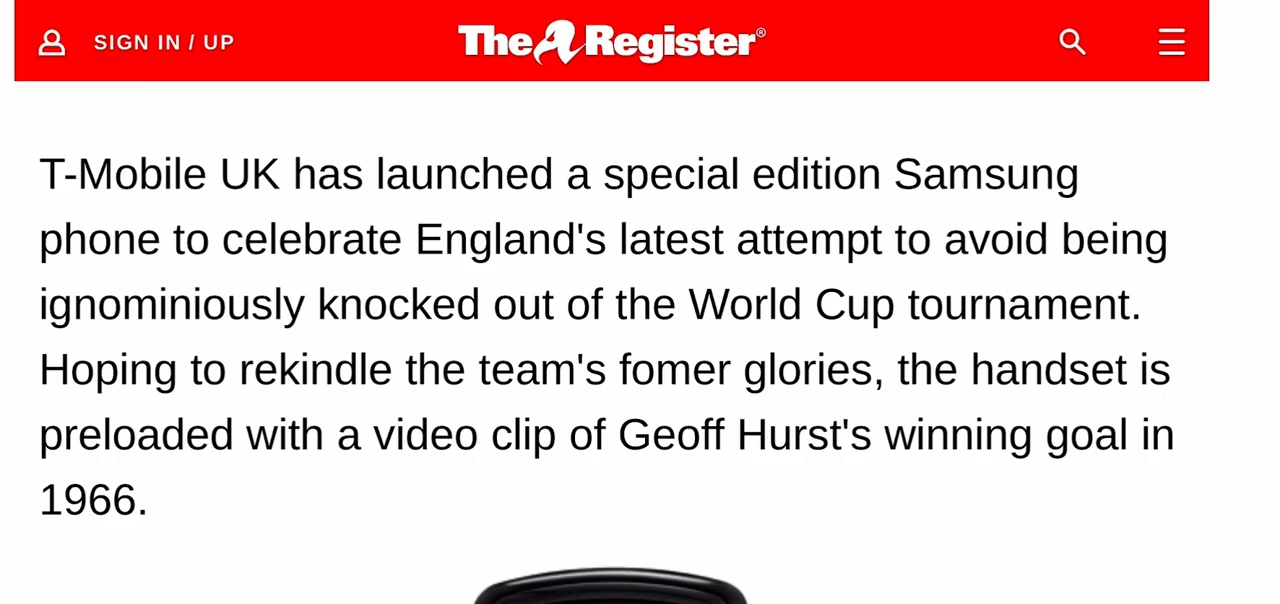 SIGN IN / UP
The Register®
T-Mobile UK has launched a special edition Samsung
phone to celebrate England's latest attempt to avoid being
ignominiously knocked out of the World Cup tournament.
Hoping to rekindle the team's fomer glories, the handset is
preloaded with a video clip of Geoff Hurst's winning goal in
1966.